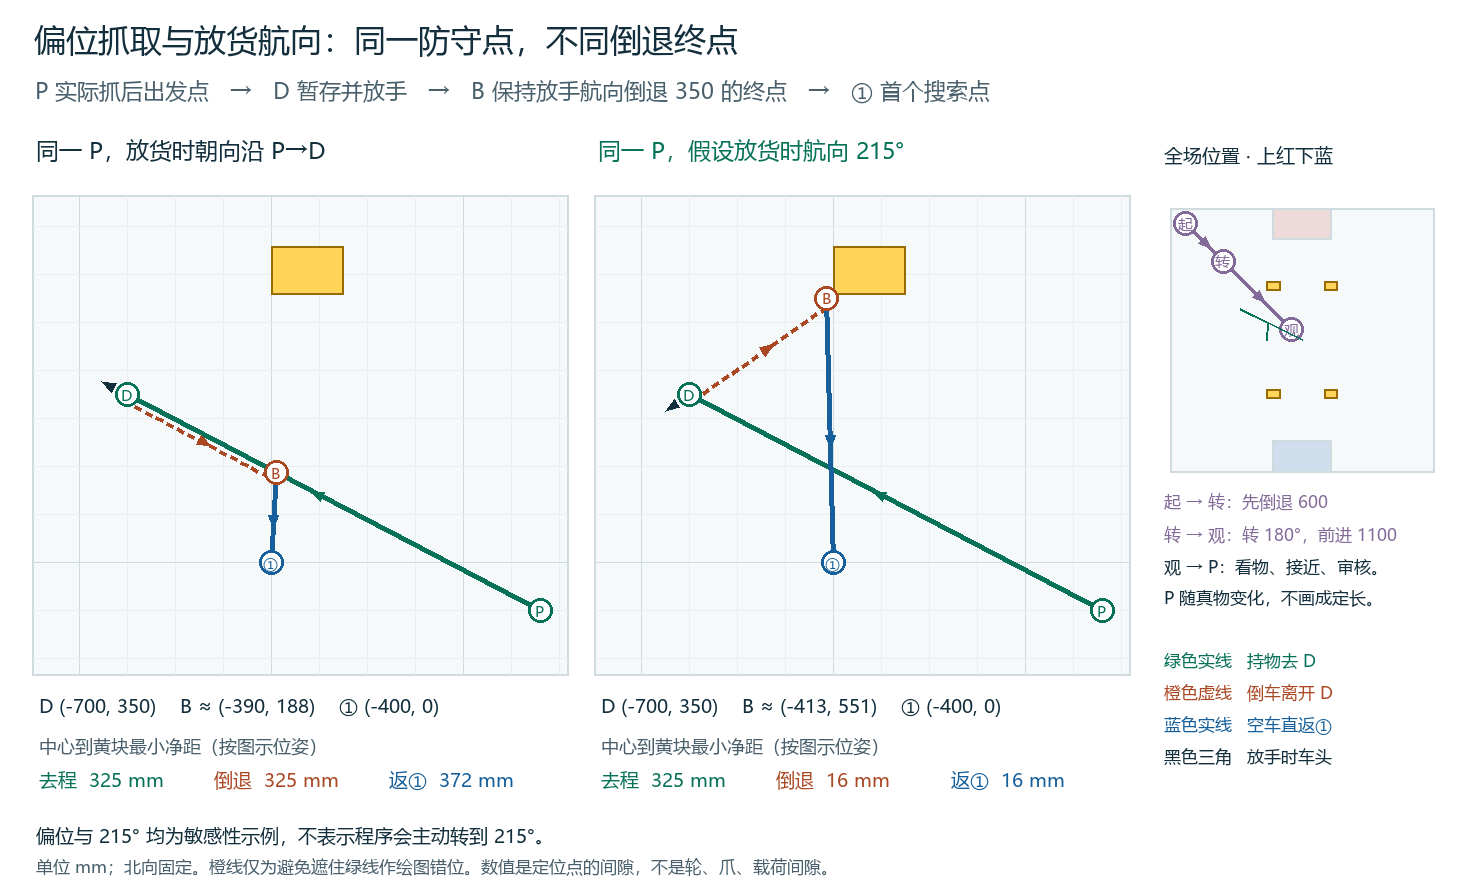 偏位抓取与放货航向：同一防守点，不同倒退终点
P 实际抓后出发点 → D 暂存并放手 → B 保持放手航向倒退 350 的终点 → ① 首个搜索点
同一 P，放货时朝向沿 P→D
同一 P，假设放货时航向 215°
全场位置 · 上红下蓝
D
B
①
P
D
B
①
P
起
转
观
起 → 转：先倒退 600
转 → 观：转 180°，前进 1100
观 → P：看物、接近、审核。
P 随真物变化，不画成定长。
绿色实线 持物去 D
橙色虚线 倒车离开 D
蓝色实线 空车直返①
黑色三角 放手时车头
D (-700, 350) B ≈ (-390, 188) ① (-400, 0)
中心到黄块最小净距（按图示位姿）
去程 325 mm 倒退 325 mm 返① 372 mm
D (-700, 350) B ≈ (-413, 551) ① (-400, 0)
中心到黄块最小净距（按图示位姿）
去程 325 mm 倒退 16 mm 返① 16 mm
偏位与 215° 均为敏感性示例，不表示程序会主动转到 215°。
单位 mm；北向固定。橙线仅为避免遮住绿线作绘图错位。数值是定位点的间隙，不是轮、爪、载荷间隙。